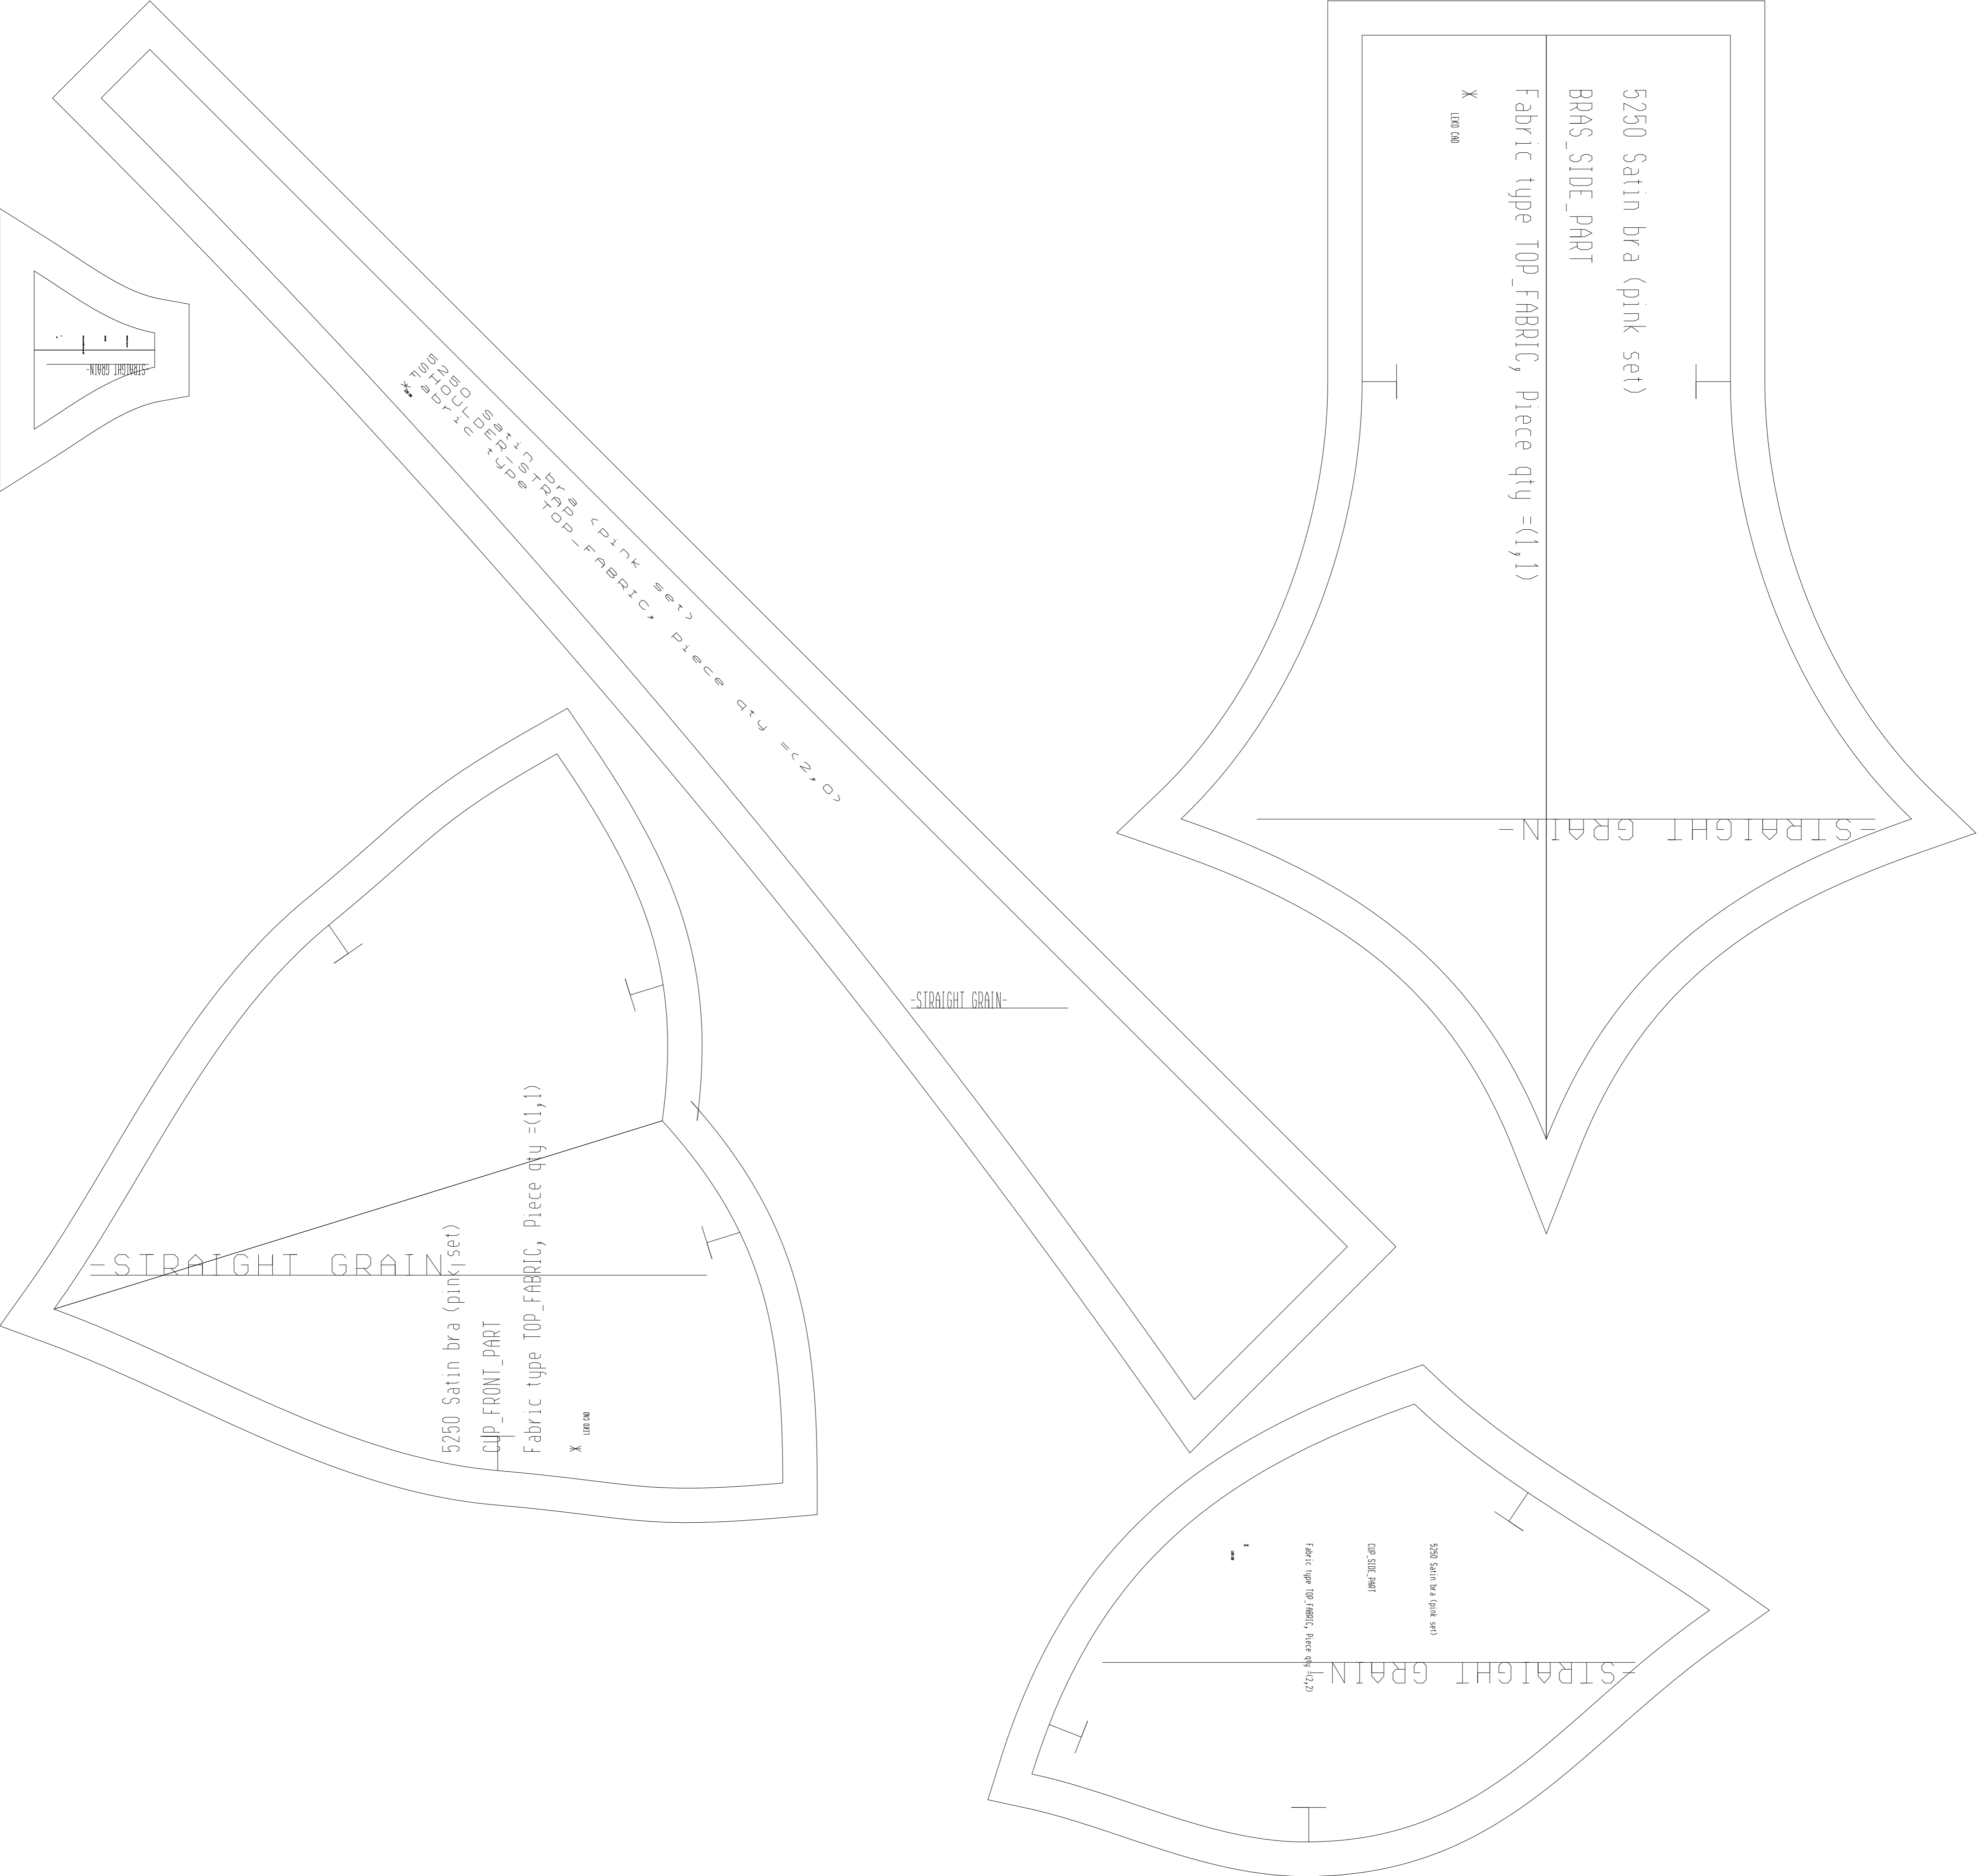 5250 Satin bra (pink set)
BRAS_SIDE_PART
Fabric type TOP_FABRIC, Piece qty =(1,1)
LEKO CAD
-STRAIGHT GRAIN-
-STRAIGHT GRAIN-
5250 Satin bra (pink set)
SHOULDER_STRAP
Fabric type TOP_FABRIC, Piece qty =(2,0)
-STRAIGHT GRAIN-
5250 Satin bra (pink set)
CUP_FRONT_PART
Fabric type TOP_FABRIC, Piece qty =(1,1)
LEKO CAD
-STRAIGHT GRAIN-
5250 Satin bra (pink set)
CUP_SIDE_PART
Fabric type TOP_FABRIC, Piece qty =(2,2)
-STRAIGHT GRAIN-